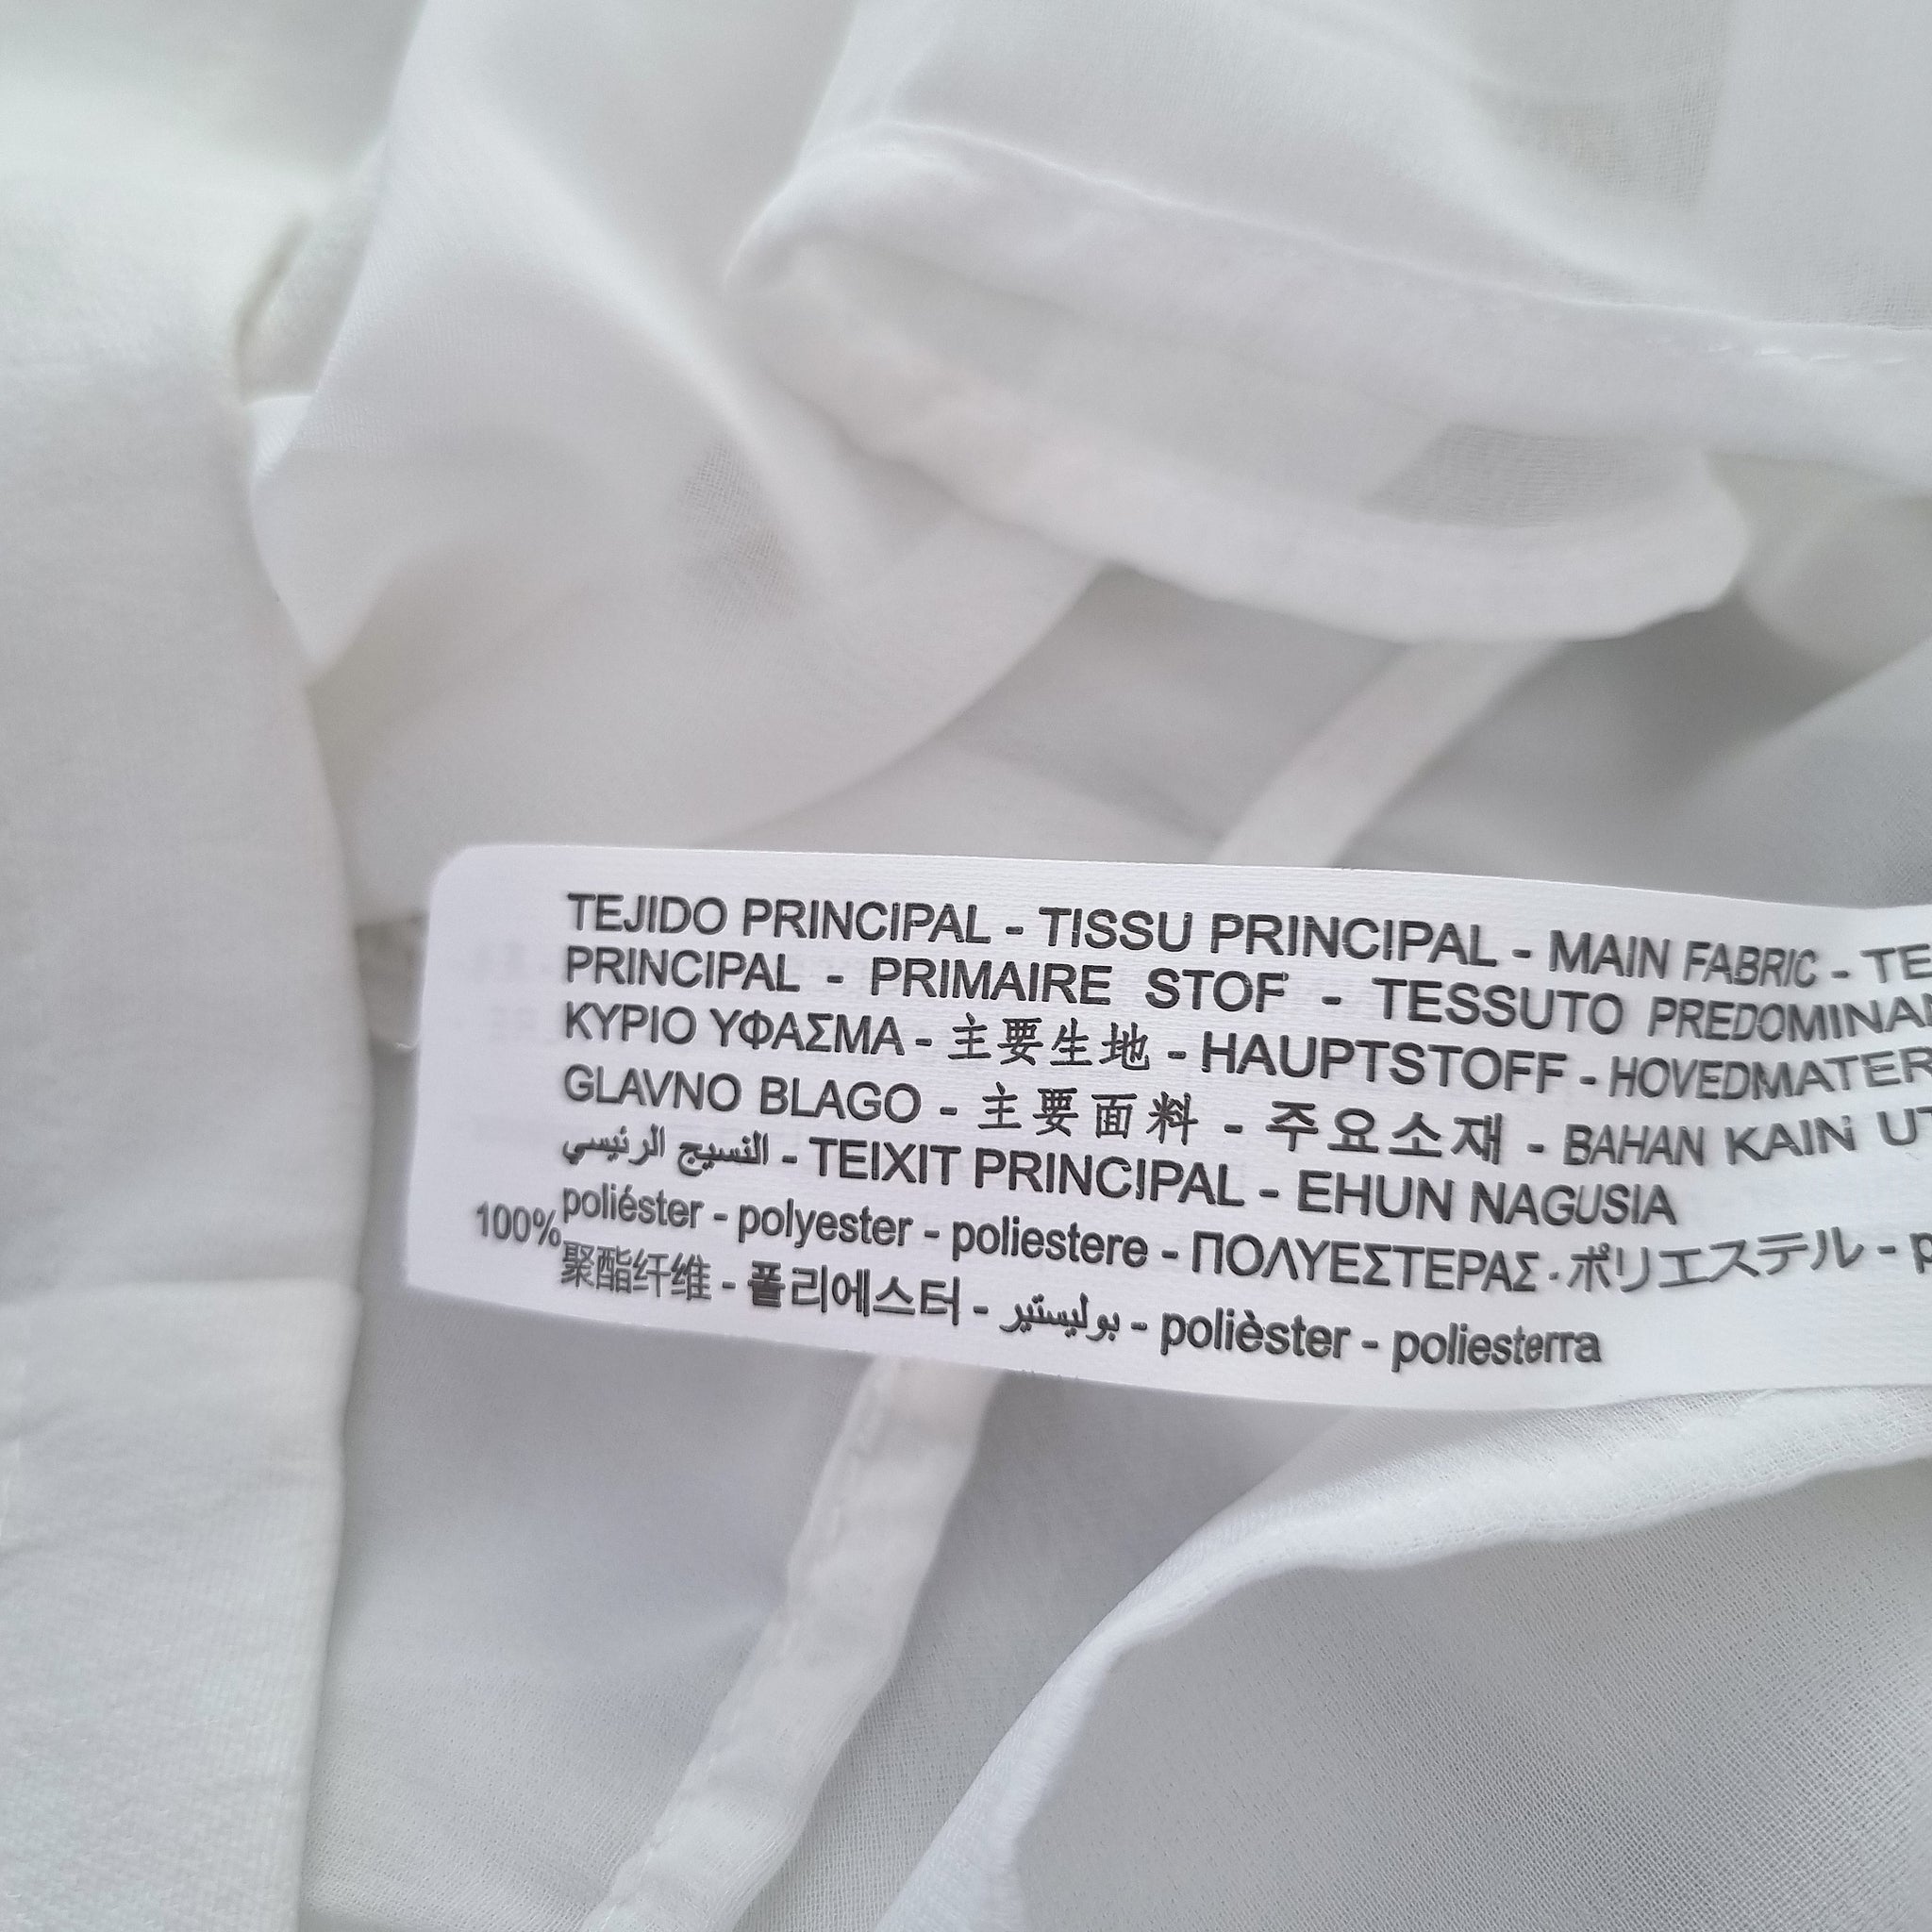 TEJIDO PRINCIPAL - TISSU PRINCIPAL - MAIN FABRIC -
PRINCIPAL - PRIMAIRE STOF - TESSUTO
ΚΥΡΙΟ ΥΦΑΣΜΑ - 主要生地 - HAUPTSTOFF -
GLAVNO BLAGO - 主要面料 - 주요소재 - BAHAN KAIN
النسيج الرئيسي - TEIXIT PRINCIPAL - EHUN NAGUSIA
100% poliéster - polyester - poliestere - ΠΟΛΥΕΣΤΕΡΑΣ - ポリエステル -
聚酯纤维 - 폴리에스터 - بوليستير - polièster - poliesterra